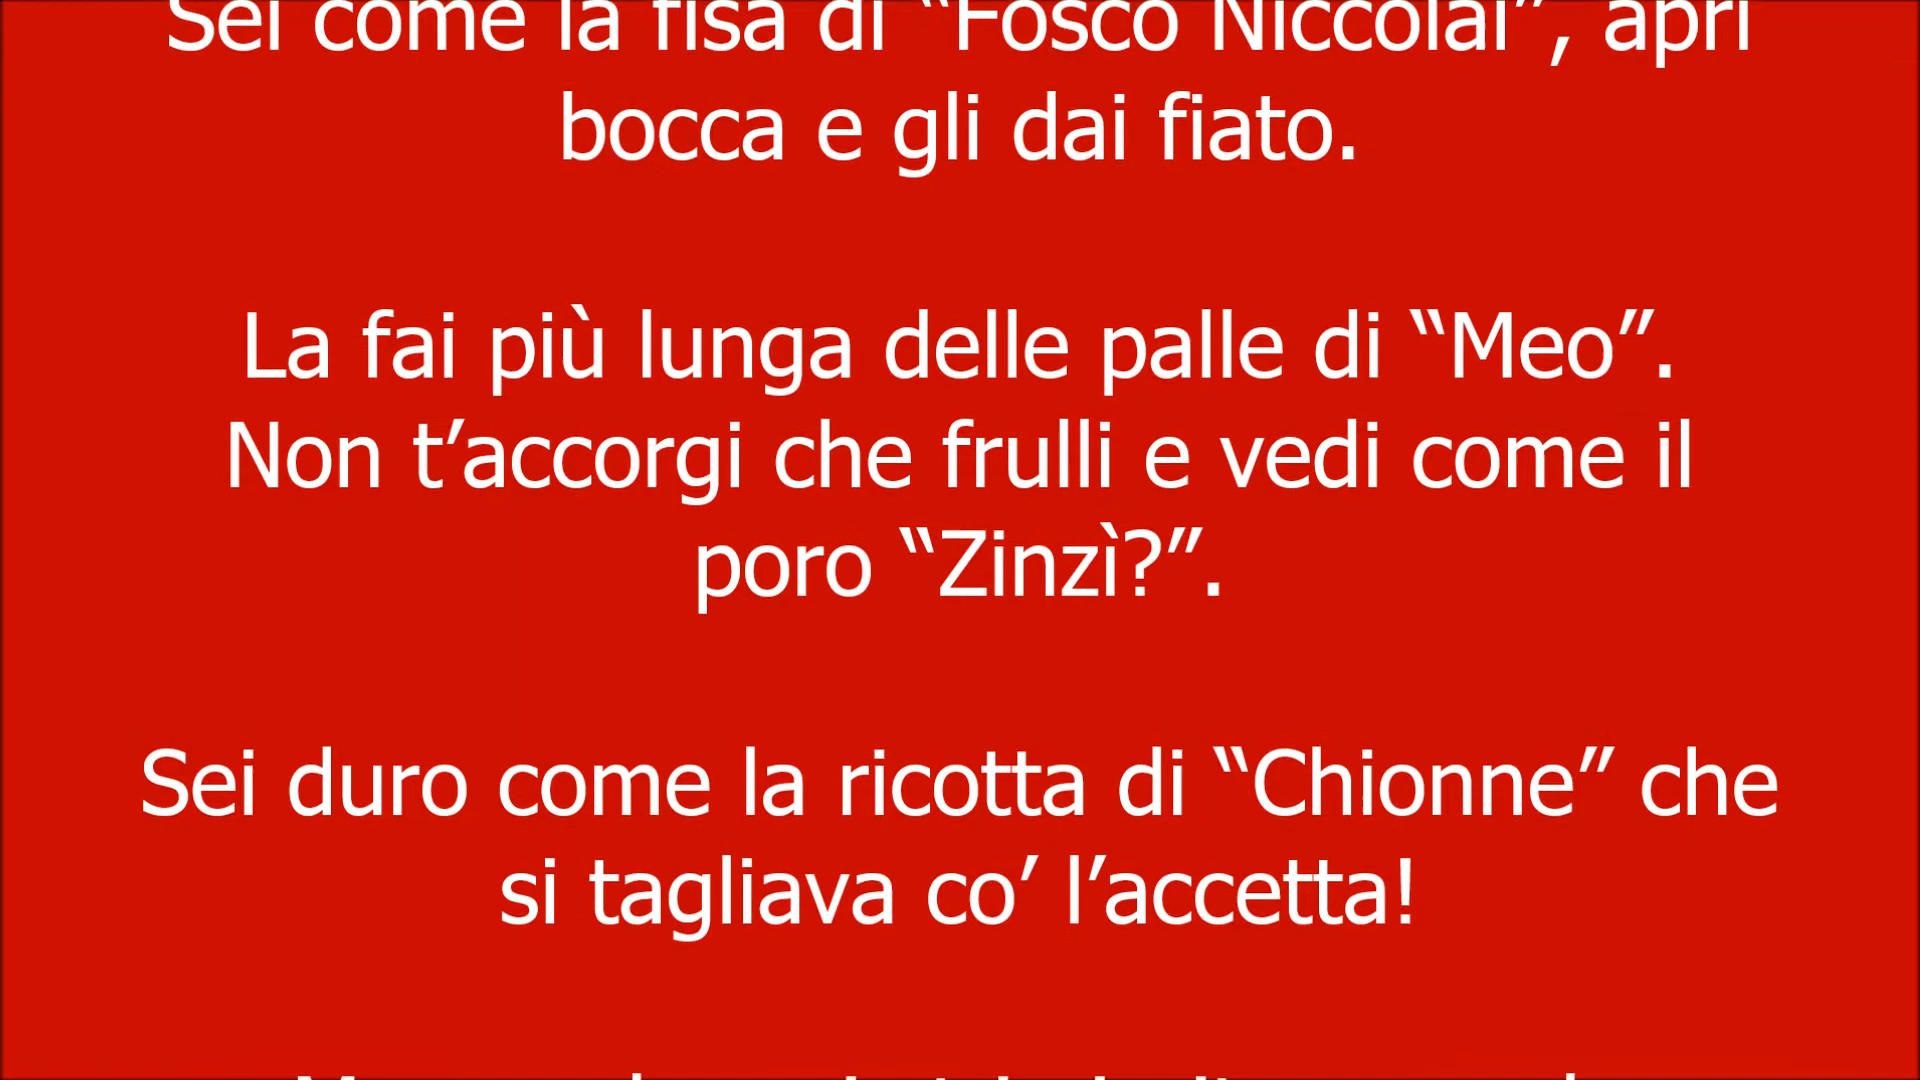 Sei come la fisa di “Fosco Niccolai”, apri
bocca e gli dai fiato.
La fai più lunga delle palle di “Meo”.
Non t’accorgi che frulli e vedi come il
poro “Zinzì?”.
Sei duro come la ricotta di “Chionne” che
si tagliava co’ l’accetta!